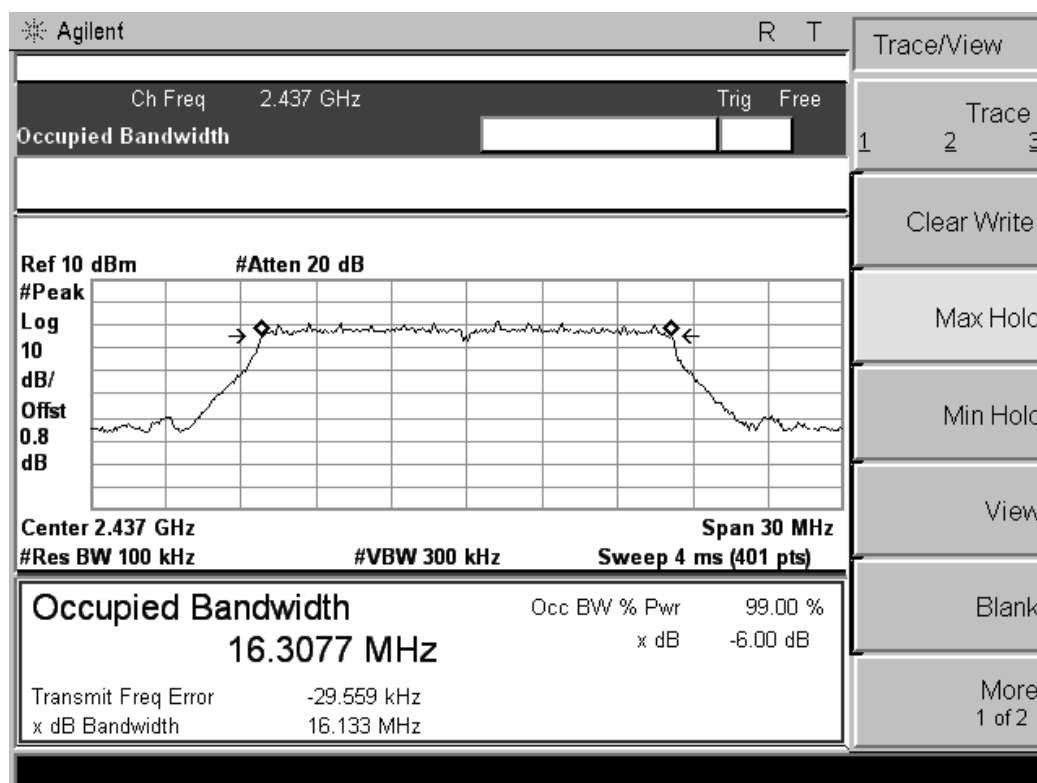 Agilent R T Trace/View
Ch Freq 2.437 GHz Trig Free
Occupied Bandwidth
Trace
1 2 3
Clear Write
Ref 10 dBm #Atten 20 dB
#Peak
Log
10
dB/
Offst
0.8
dB
Max Hold
Min Hold
View
Center 2.437 GHz Span 30 MHz
#Res BW 100 kHz #VBW 300 kHz Sweep 4 ms (401 pts)
Occupied Bandwidth Occ BW % Pwr 99.00 %
16.3077 MHz x dB -6.00 dB
Blank
Transmit Freq Error -29.559 kHz
x dB Bandwidth 16.133 MHz
More
1 of 2